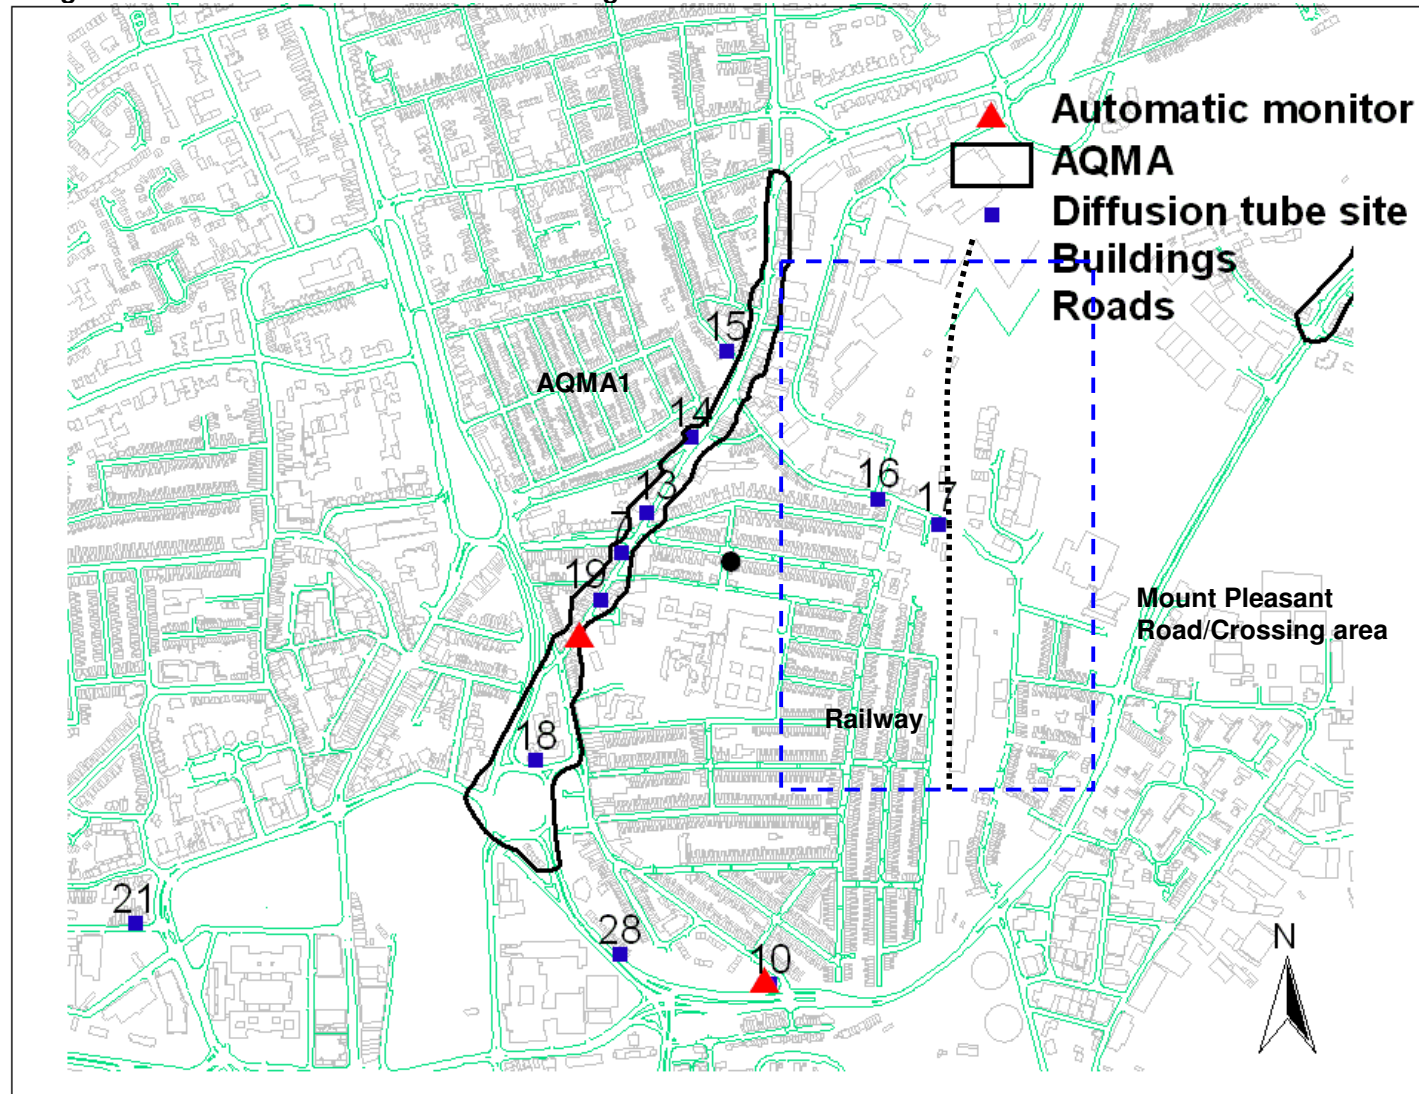 Automatic monitor
AQMA
Diffusion tube site
Buildings
Roads
15
AQMA1
14
16
13
17
7
19
Mount Pleasant
Road/Crossing area
18
Railway
21
28
10
N